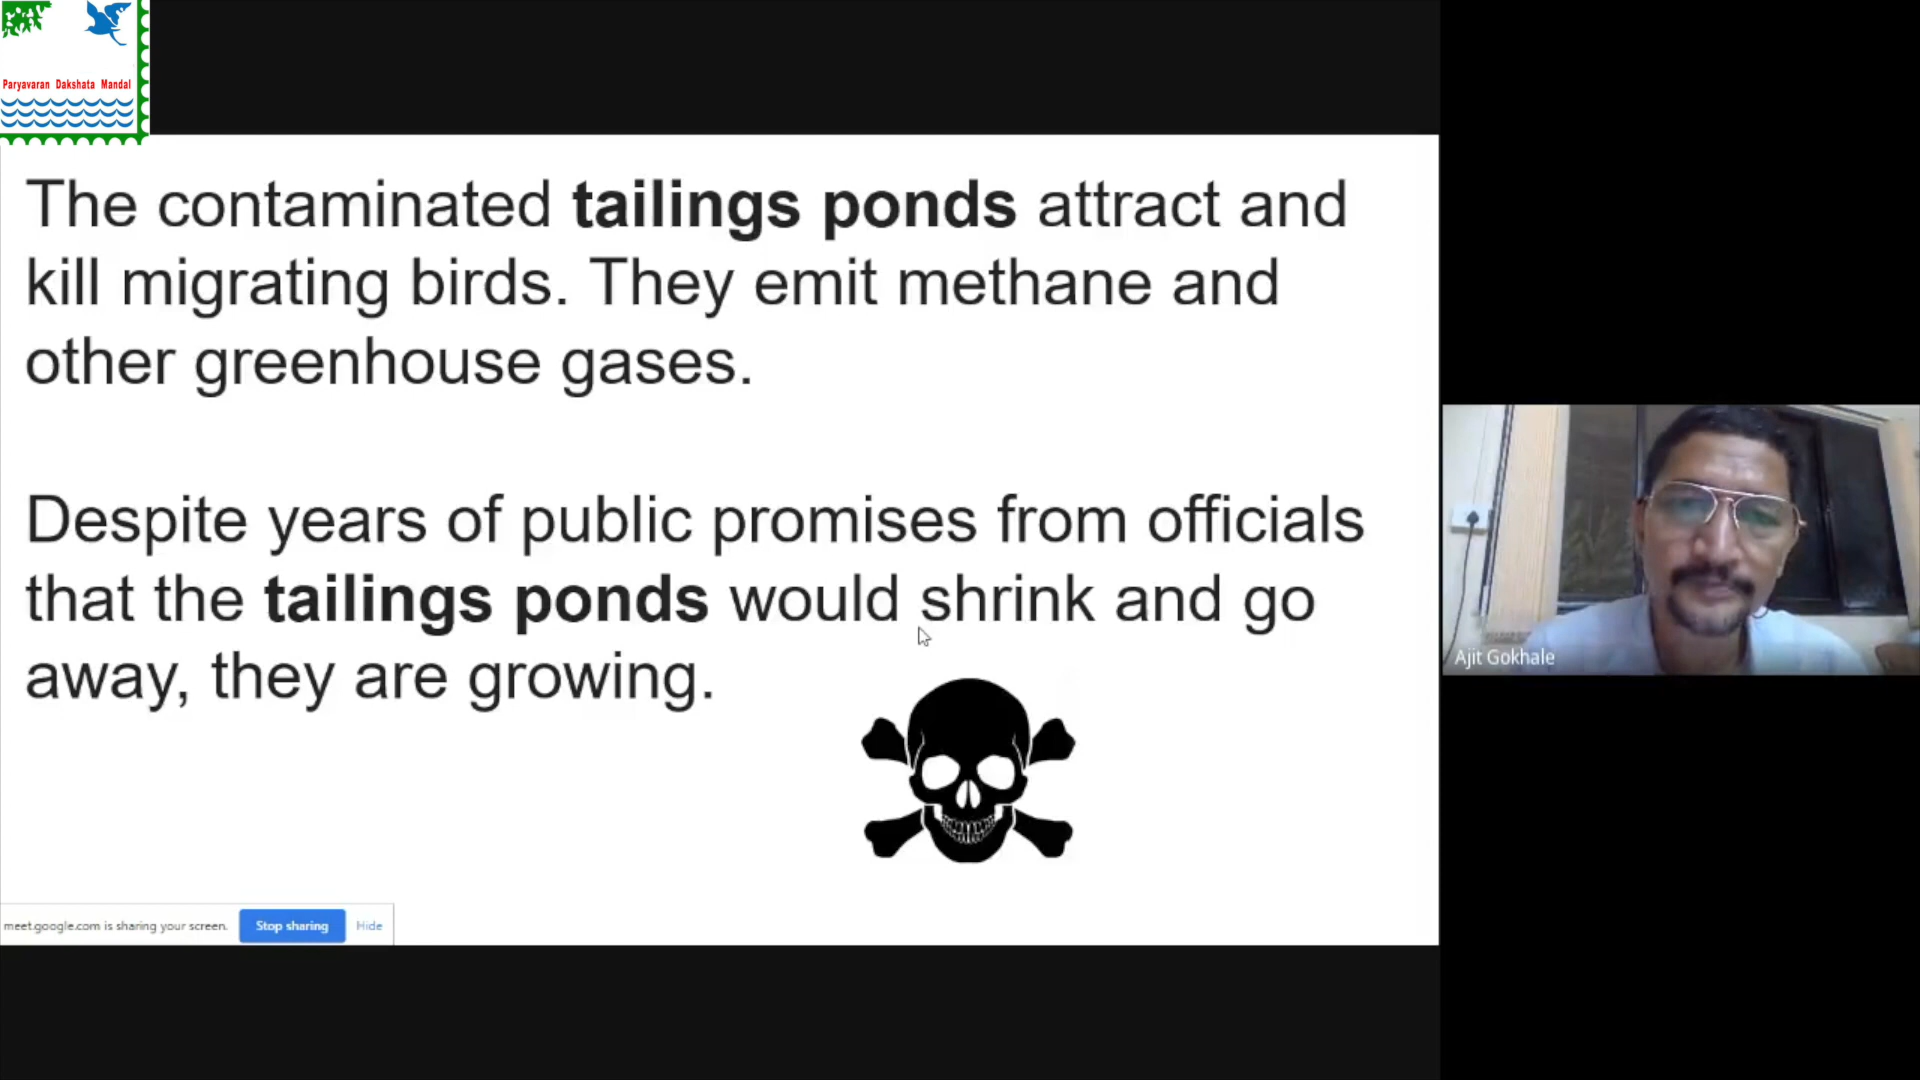 Paryavaran Dakshata Mandal
The contaminated tailings ponds attract and
kill migrating birds. They emit methane and
other greenhouse gases.
Despite years of public promises from officials
that the tailings ponds would shrink and go
away, they are growing.
Ajit Gokhale
meet.google.com is sharing your screen. Stop sharing Hide